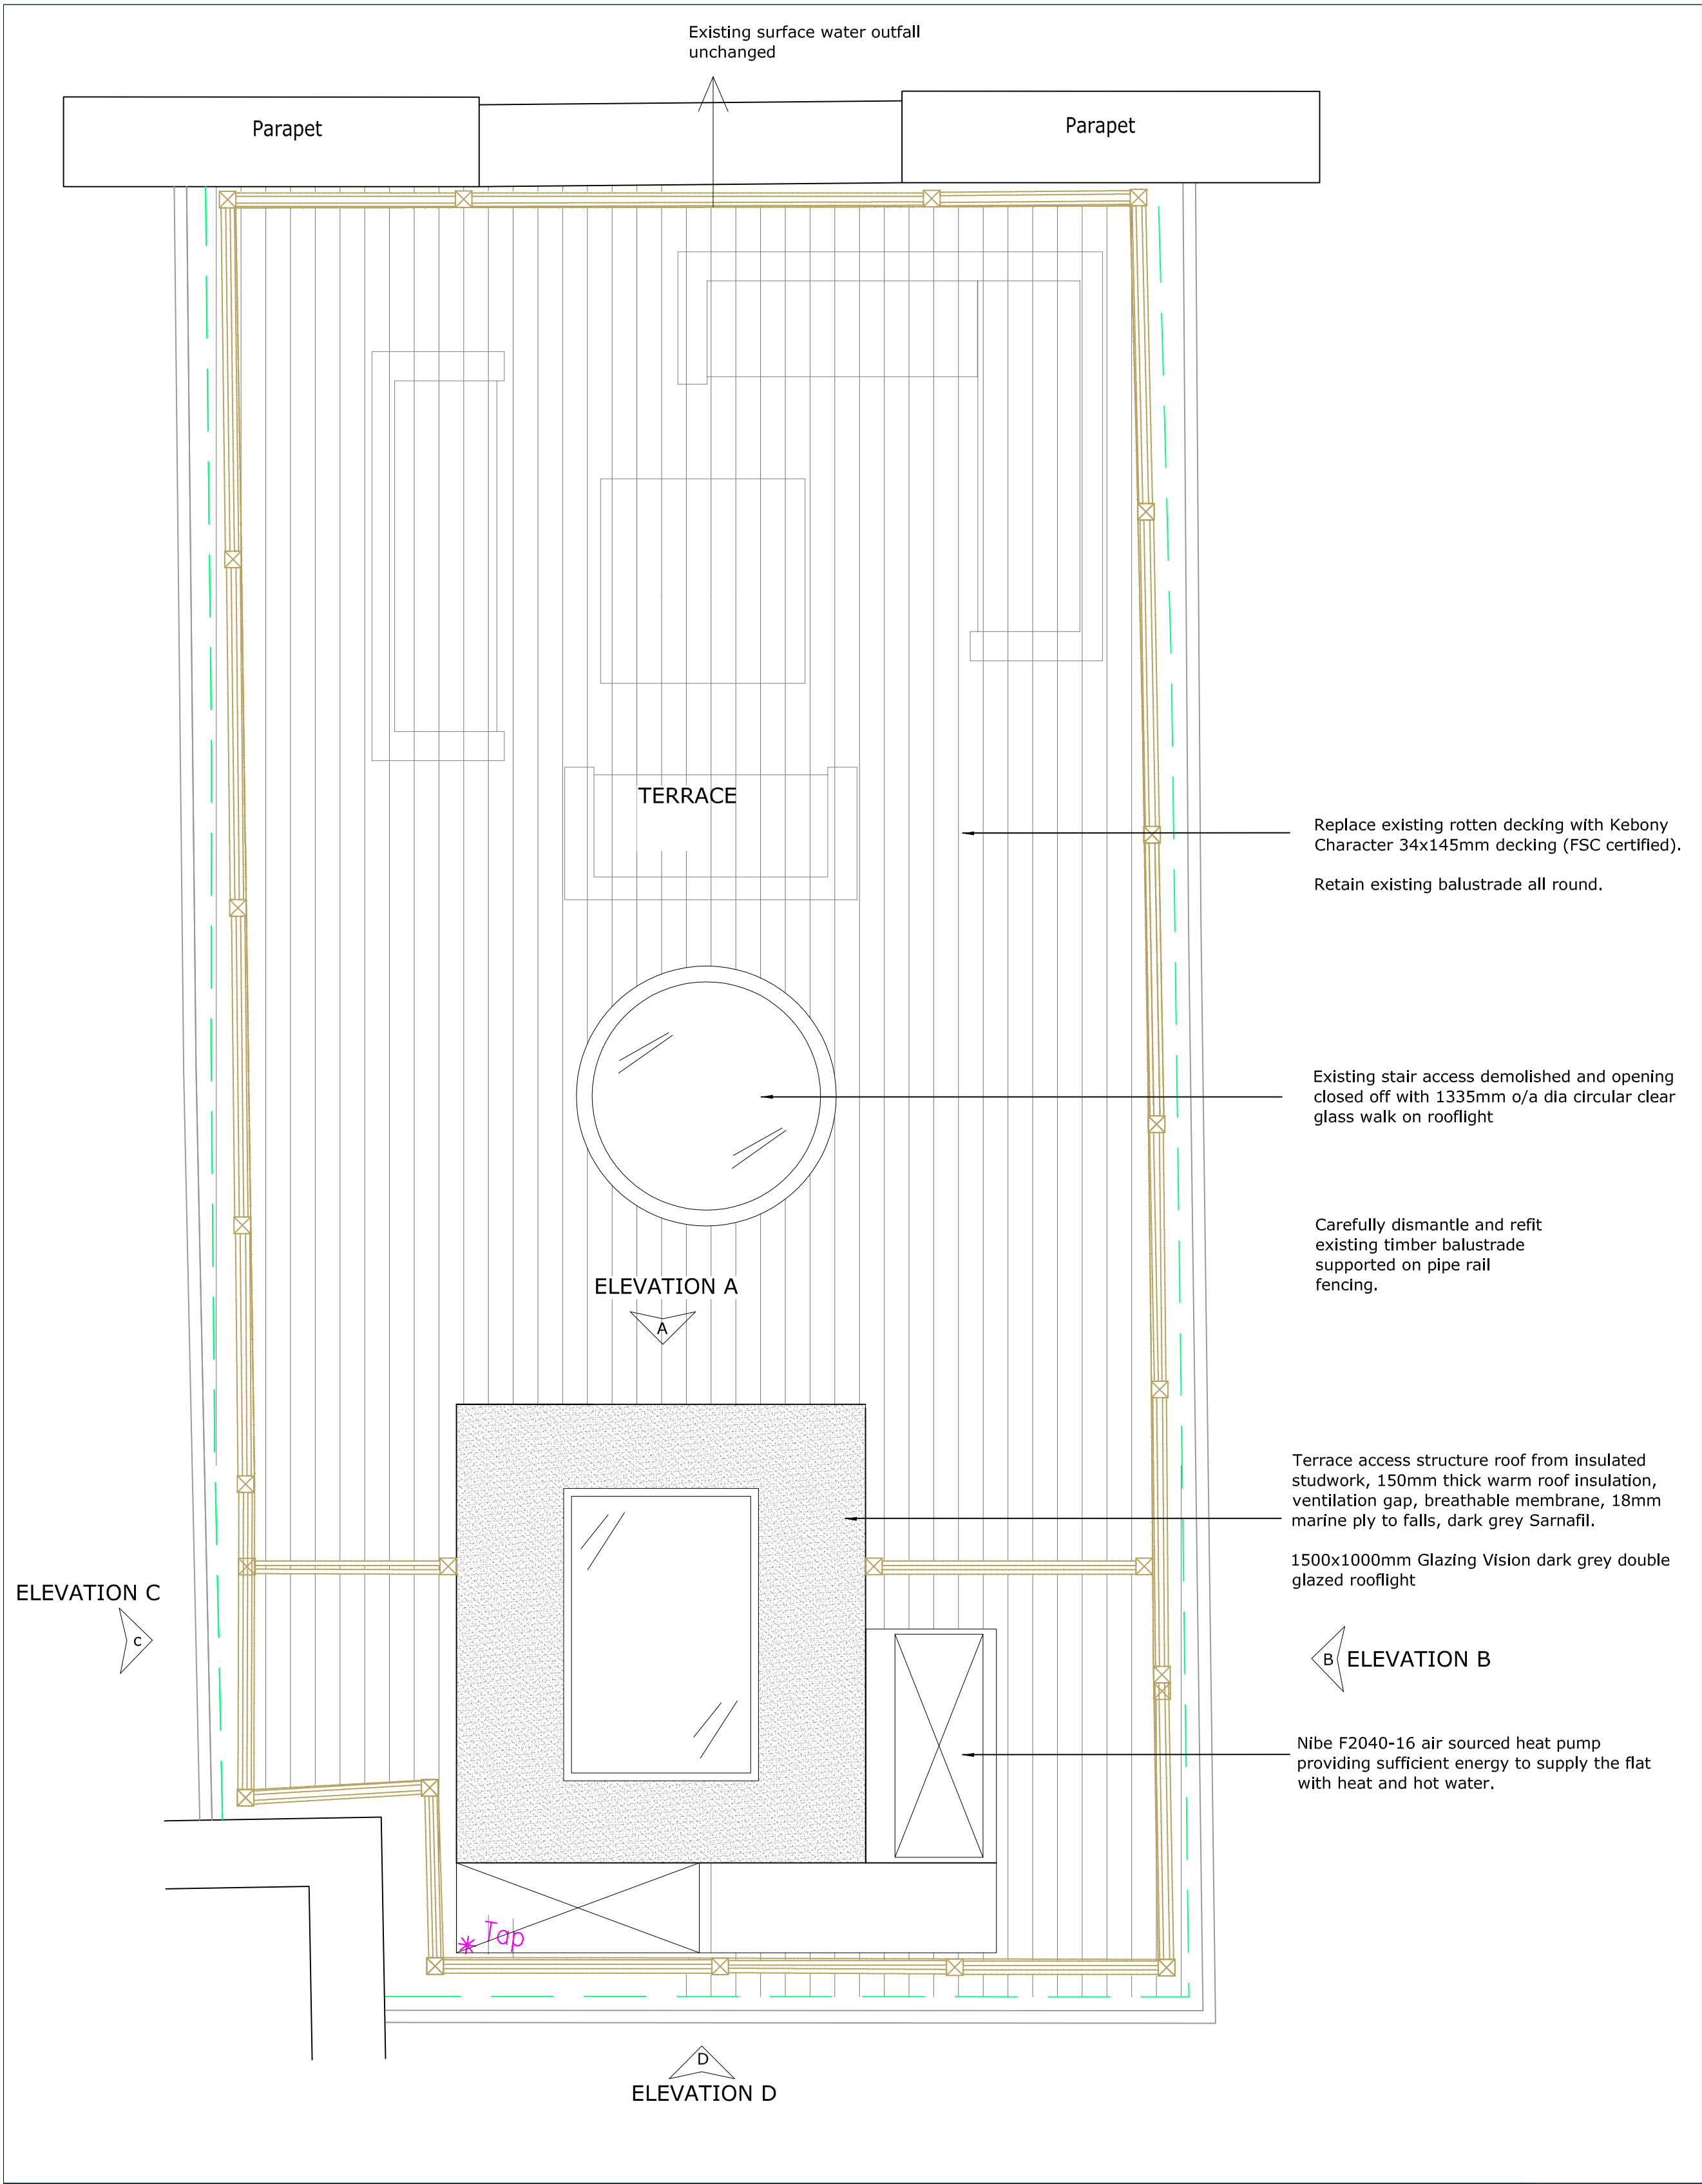 Existing surface water outfall
unchanged
Parapet
Parapet
TERRACE
Replace existing rotten decking with Kebony
Character 34x145mm decking (FSC certified).
Retain existing balustrade all round.
Existing stair access demolished and opening
closed off with 1335mm o/a dia circular clear
glass walk on rooflight
Carefully dismantle and refit
existing timber balustrade
supported on pipe rail
fencing.
ELEVATION A
A
Terrace access structure roof from insulated
studwork, 150mm thick warm roof insulation,
ventilation gap, breathable membrane, 18mm
marine ply to falls, dark grey Sarnafil.
1500x1000mm Glazing Vision dark grey double
glazed rooflight
ELEVATION C
c
B
ELEVATION B
Nibe F2040-16 air sourced heat pump
providing sufficient energy to supply the flat
with heat and hot water.
Tap
D
ELEVATION D